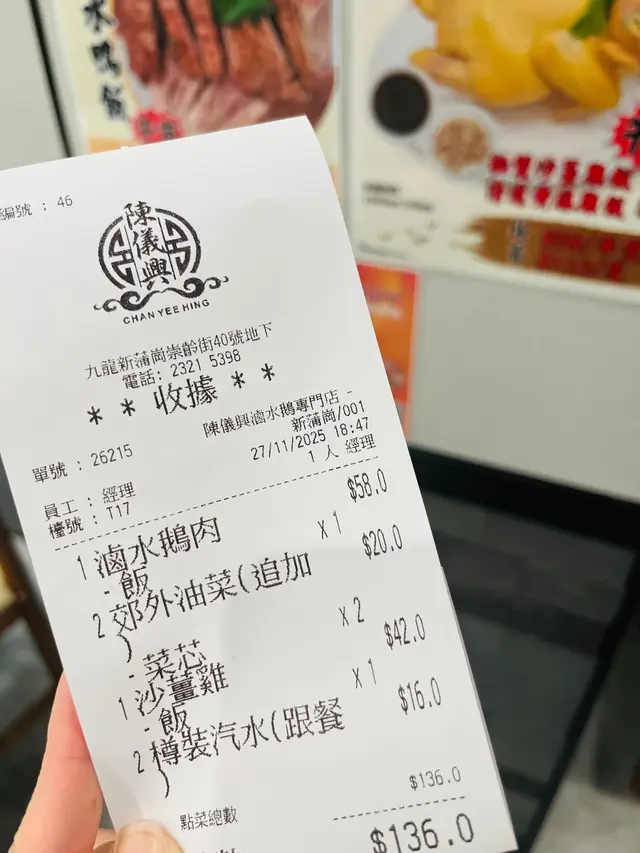 水鴨飯
編號 : 46
陳儀興
CHAN YEE HING
九龍新蒲崗崇齡街40號地下
電話: 2321 5398
* * 收據 * *
陳儀興滷水鵝專門店 -
新蒲崗/001
單號 : 26215
27/11/2025 18:47
員工 : 經理
1 人 經理
檯號 : T17
$58.0
1 滷水鵝肉 x 1
- 飯
$20.0
2 郊外油菜(追加
) x 2
- 菜芯
$42.0
1 沙薑雞 x 1
- 飯
$16.0
2 樽裝汽水(跟餐
)
點菜總數 $136.0
$136.0